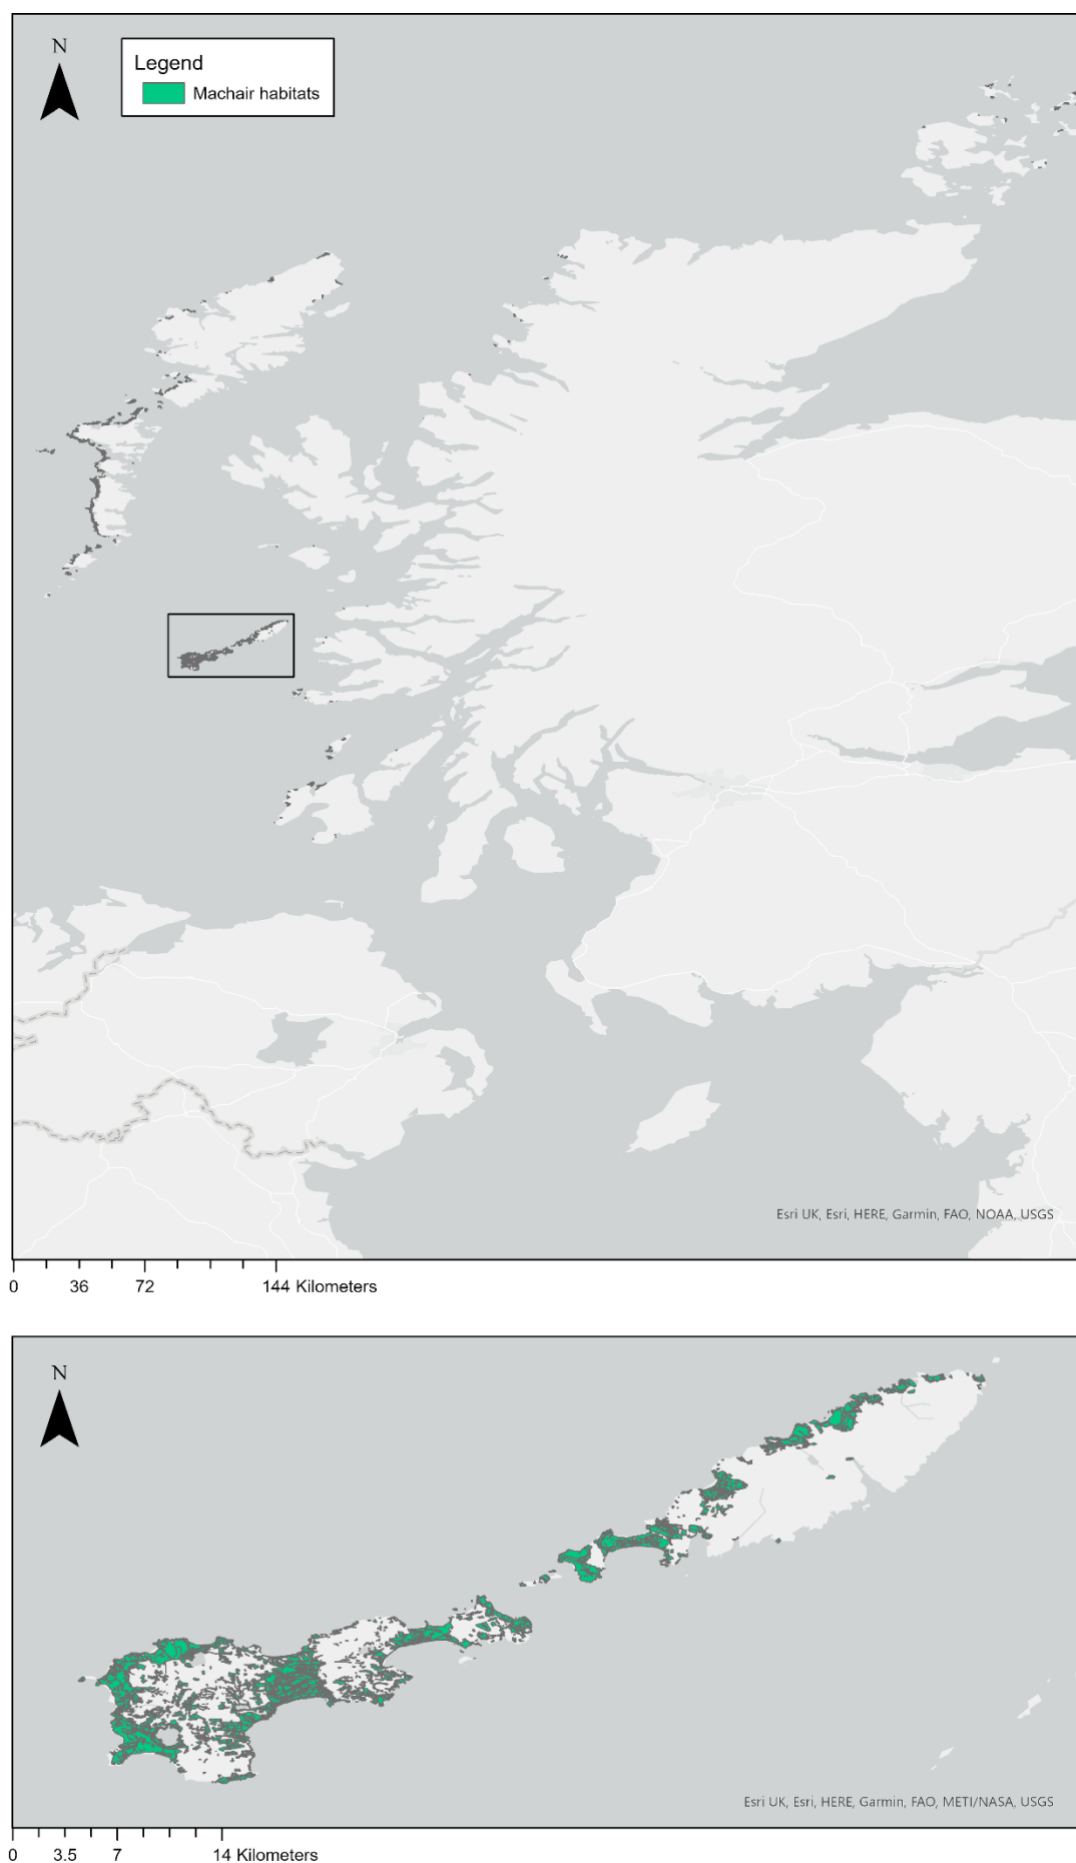 N
Legend
Machair habitats
Esri UK, Esri, HERE, Garmin, FAO, NOAA, USGS
0 36 72 144 Kilometers
N
Esri UK, Esri, HERE, Garmin, FAO, METI/NASA, USGS
0 3.5 7 14 Kilometers